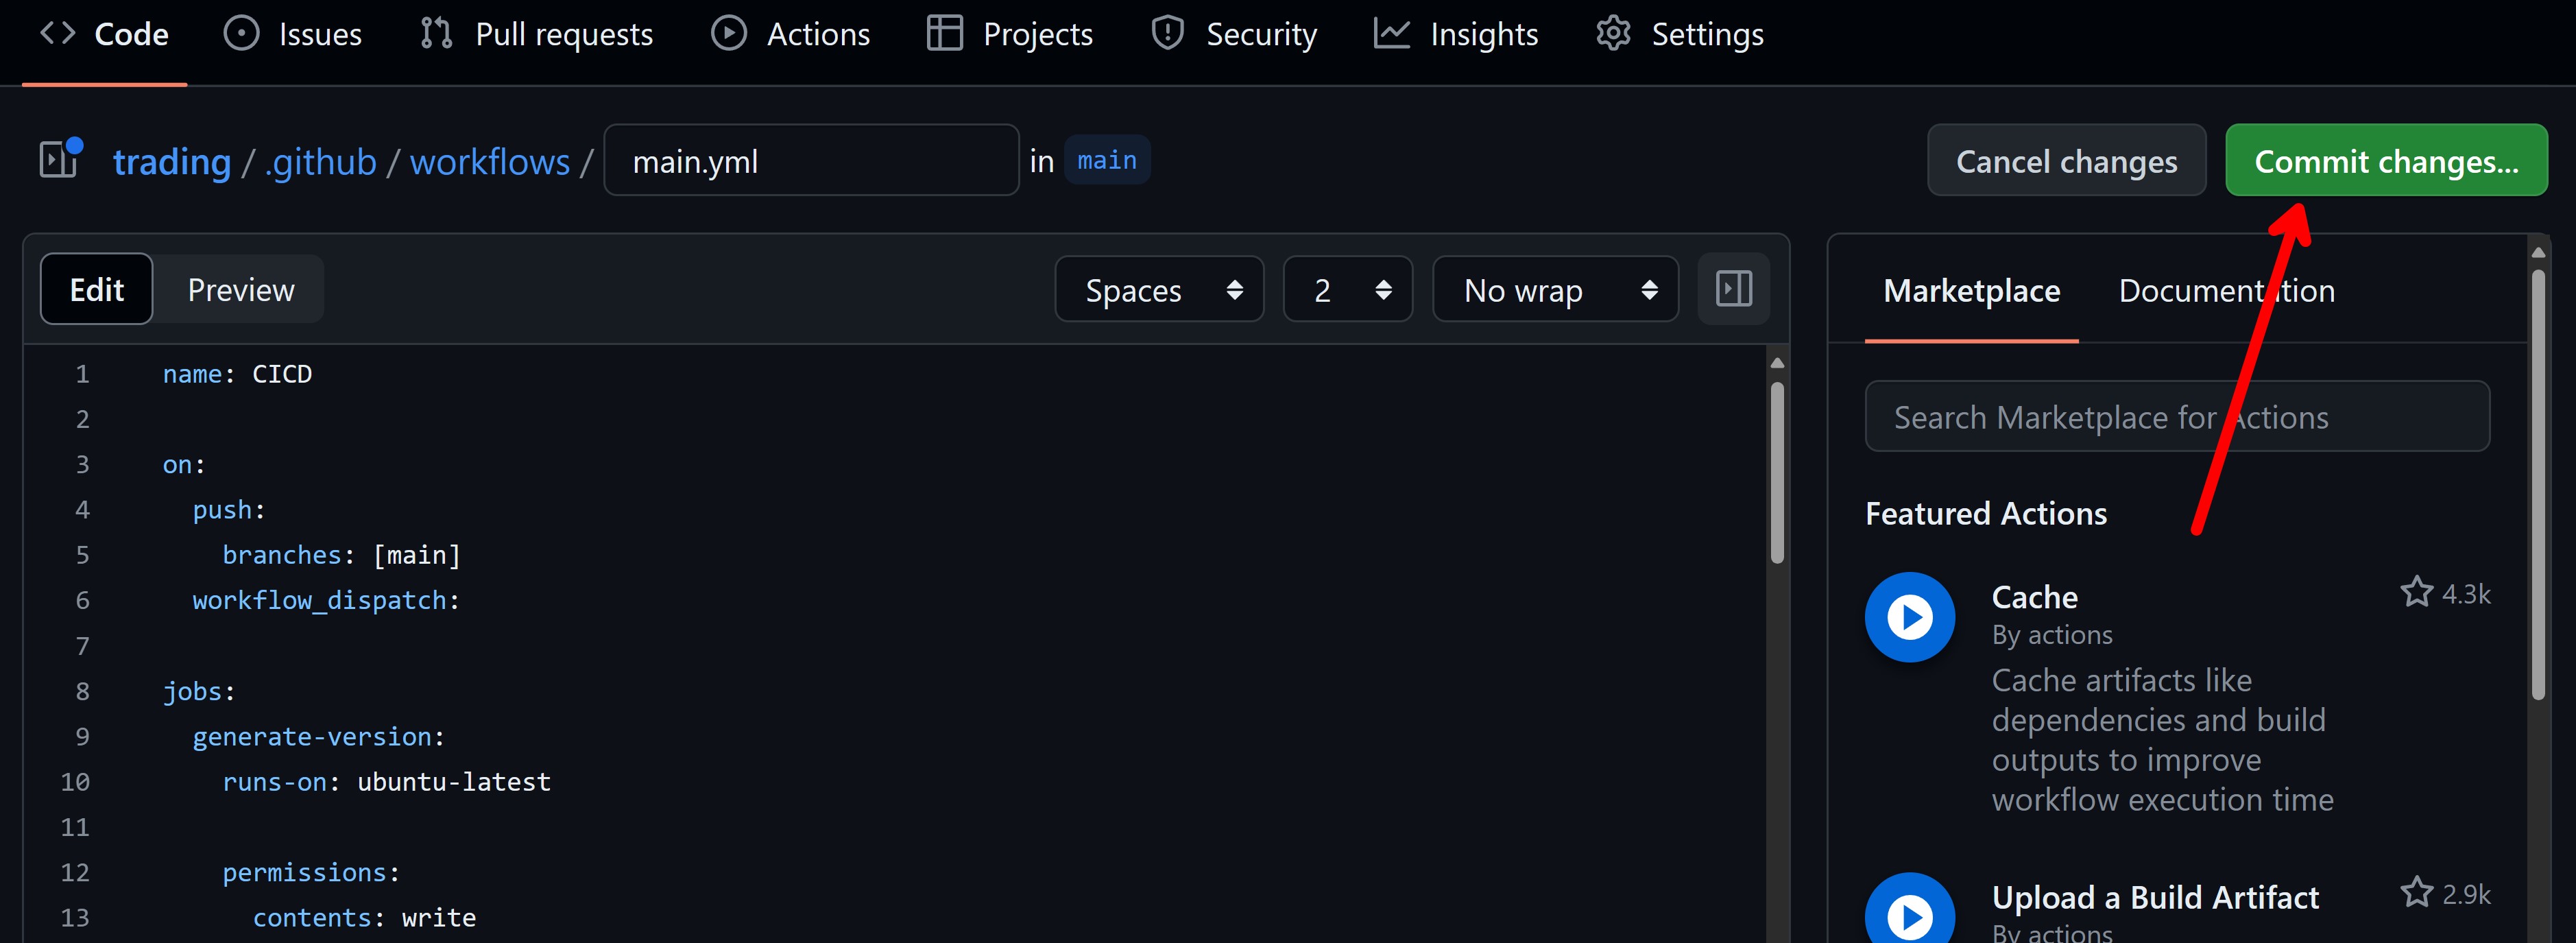 Code Issues Pull requests Actions Projects Security Insights Settings
trading / .github / workflows / main.yml in main Cancel changes Commit changes...
Edit Preview Spaces 2 No wrap
1 name: CICD
2
3 on:
4 push:
5 branches: [main]
6 workflow_dispatch:
7
8 jobs:
9 generate-version:
10 runs-on: ubuntu-latest
11
12 permissions:
13 contents: write
Marketplace Documentation
Search Marketplace for Actions
Featured Actions
Cache 4.3k
By actions
Cache artifacts like
dependencies and build
outputs to improve
workflow execution time
Upload a Build Artifact 2.9k
By actions